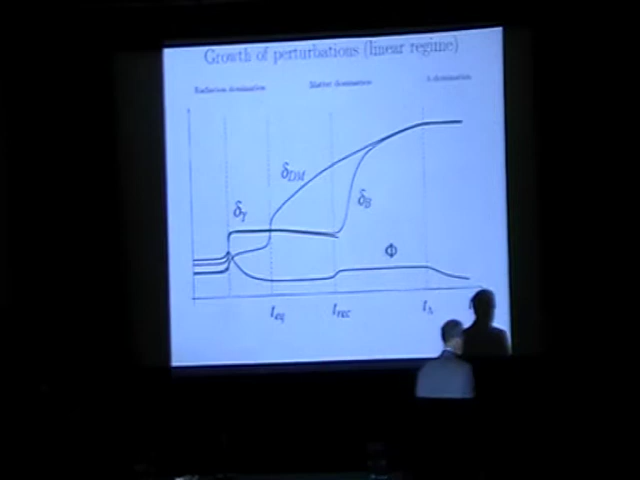 Growth of perturbations (linear regime)
Radiation domination Matter domination Λ domination
δ_DM
δ_γ
δ_B
Φ
t_eq t_rec t_Λ